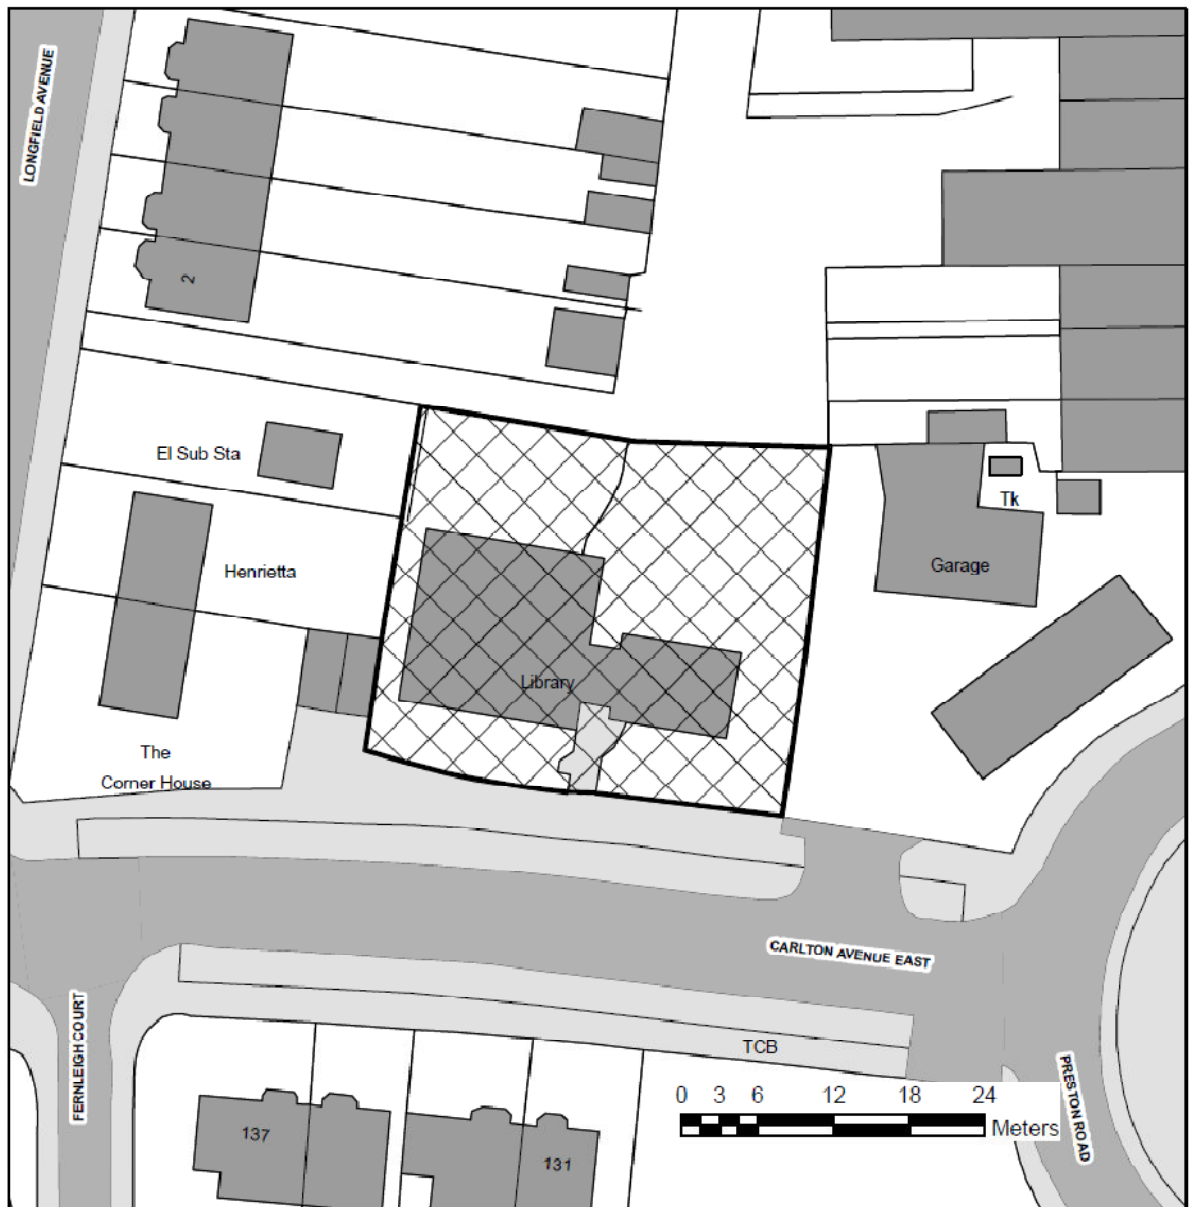 LONGFIELD AVENUE
2
El Sub Sta
Tk
Henrietta
Garage
Library
The
Corner House
CARLTON AVENUE EAST
FERNLEIGH COURT
TCB
PRESTON ROAD
0 3 6 12 18 24
Meters
137
131